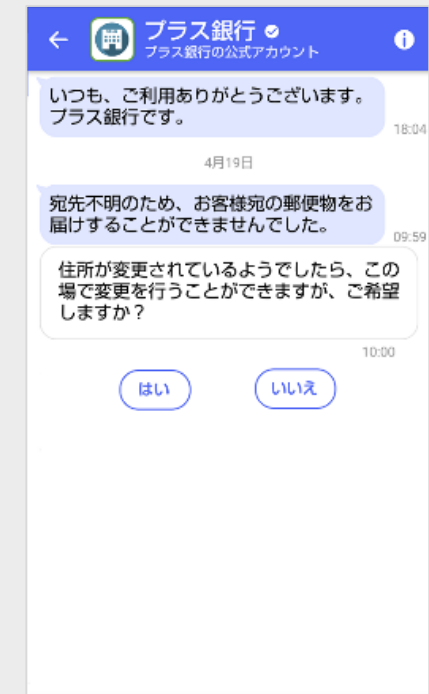 プラス銀行
プラス銀行の公式アカウント
いつも、ご利用ありがとうございます。
プラス銀行です。
18:04
4月19日
宛先不明のため、お客様宛の郵便物をお
届けすることができませんでした。
09:59
住所が変更されているようでしたら、この
場で変更を行うことができますが、ご希望
しますか？
10:00
はい
いいえ